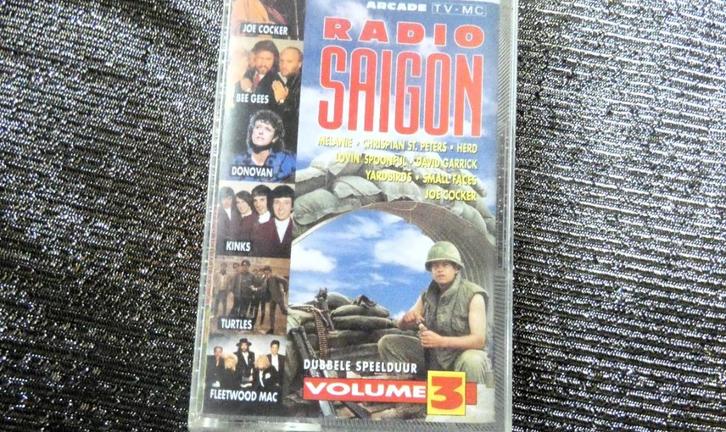 ARCADE TV-MC
RADIO
SAIGON
MELANIE • CHRISPIAN ST. PETERS • HERD
LOVIN' SPOONFUL • DAVID GARRICK
YARDBIRDS • SMALL FACES
JOE COCKER
JOE COCKER
BEE GEES
DONOVAN
KINKS
TURTLES
FLEETWOOD MAC
DUBBELE SPEELDUUR
VOLUME 3